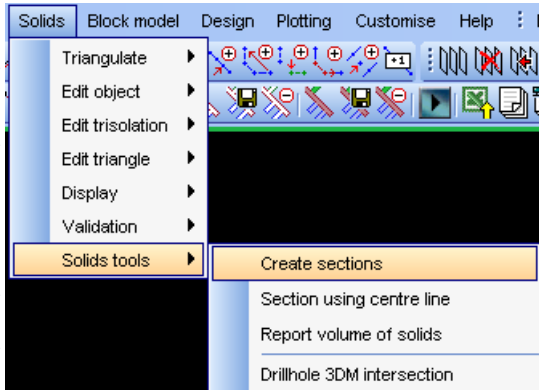 Solids Block model Design Plotting Customise Help
+1
Triangulate
Edit object
Edit trisolation
Edit triangle
Display
Validation
Solids tools
Create sections
Section using centre line
Report volume of solids
Drillhole 3DM intersection